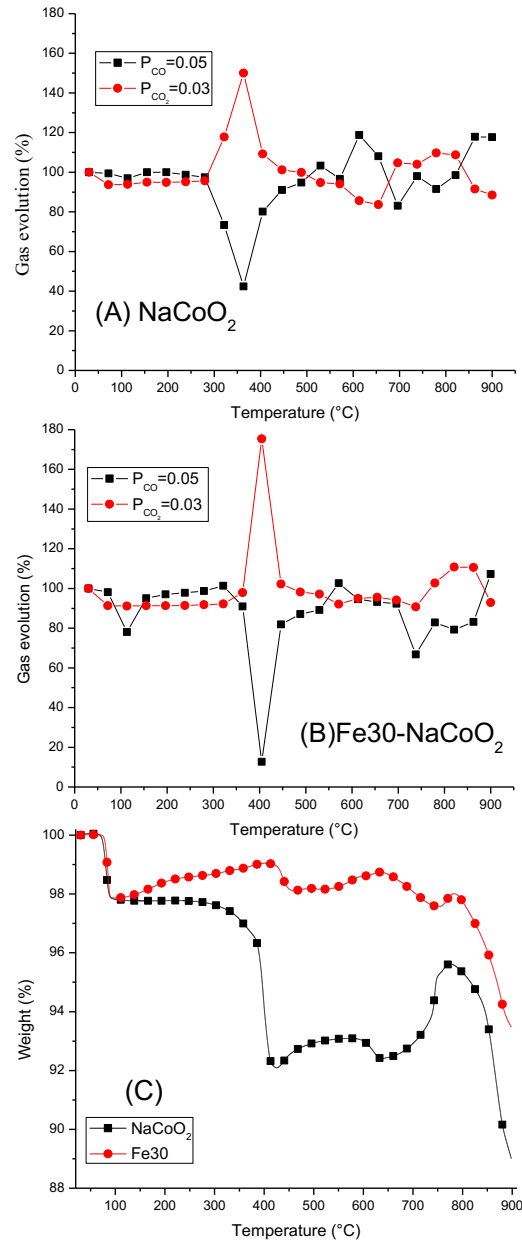 180
160
140
120
100
80
60
40
20
0
Gas evolution (%)
P_CO=0.05
P_CO₂=0.03
(A) NaCoO₂
0 100 200 300 400 500 600 700 800 900
Temperature (°C)
180
160
140
120
100
80
60
40
20
0
Gas evolution (%)
P_CO=0.05
P_CO₂=0.03
(B)Fe30-NaCoO₂
0 100 200 300 400 500 600 700 800 900
Temperature (°C)
100
98
96
94
92
90
88
Weight (%)
(C)
NaCoO₂
Fe30
100 200 300 400 500 600 700 800 900
Temperature (°C)